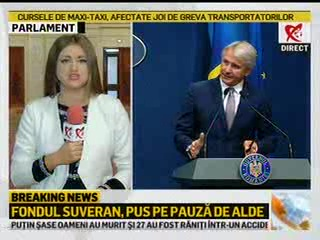 CURSELE DE MAXI-TAXI, AFECTATE JOI DE GREVA TRANSPORTATORILOR
PARLAMENT
DIRECT
BREAKING NEWS
FONDUL SUVERAN, PUS PE PAUZĂ DE ALDE
PUȚIN ȘASE OAMENI AU MURIT ȘI 27 AU FOST RĂNIȚI ÎNTR-UN ACCIDE